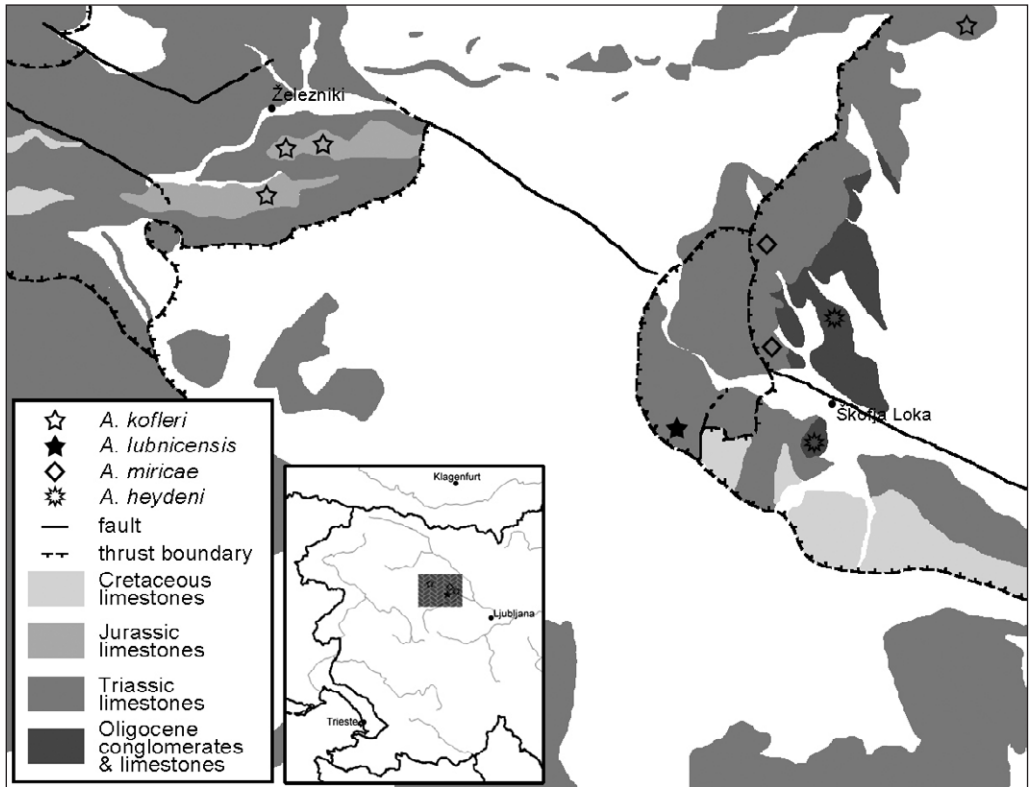 Železniki
Škofja Loka
A. kofleri
A. lubnicensis
A. miricae
A. heydeni
fault
thrust boundary
Cretaceous
limestones
Jurassic
limestones
Triassic
limestones
Oligocene
conglomerates
& limestones
Klagenfurt
Ljubljana
Trieste